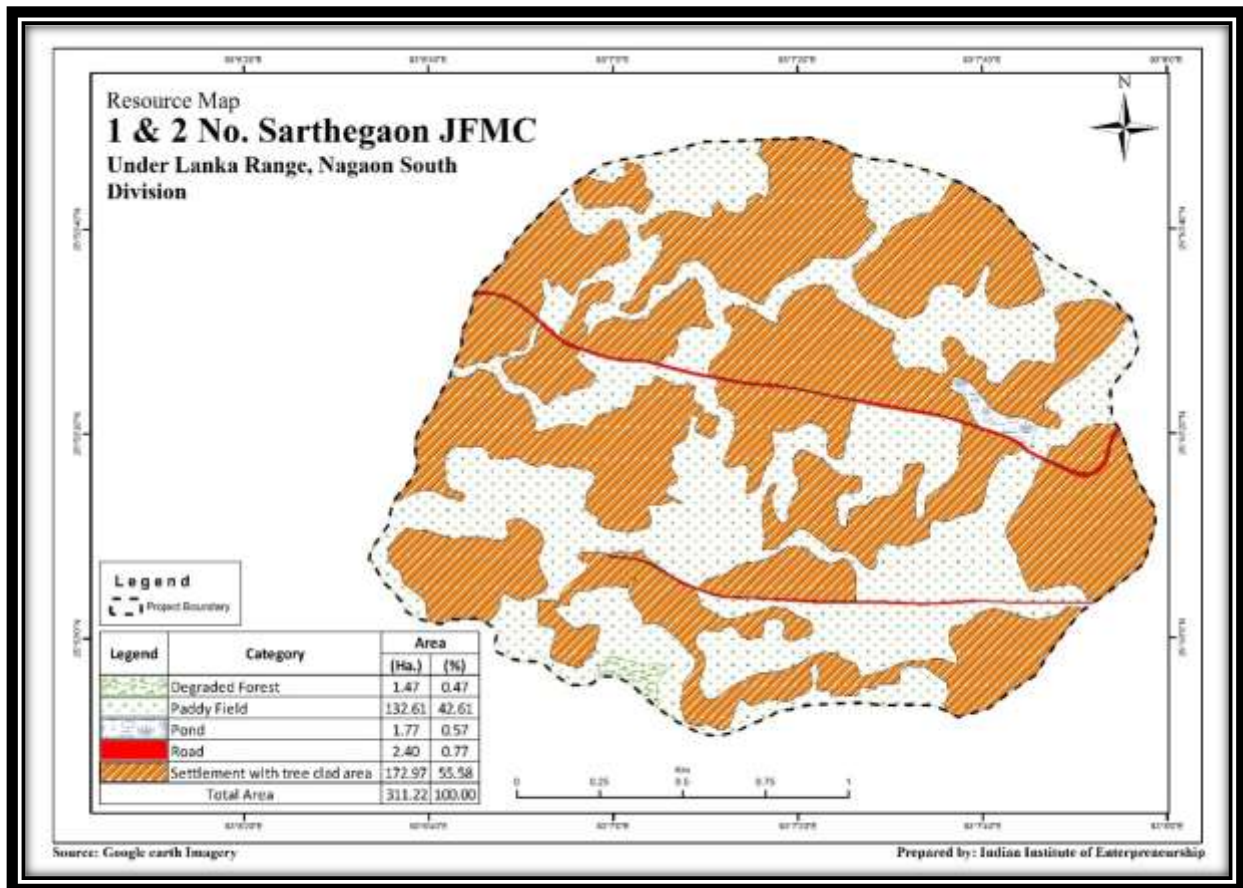 Resource Map
1 & 2 No. Sarthegaon JFMC
Under Lanka Range, Nagaon South
Division
N
Legend
Project Boundary
Legend Category Area
(Ha.) (%)
Degraded Forest 1.47 0.47
Paddy Field 132.61 42.61
Pond 1.77 0.57
Road 2.40 0.77
Settlement with tree clad area 172.97 55.58
Total Area 311.22 100.00
Kms
0 0.25 0.5 0.75 1
Source: Google earth Imagery
Prepared by: Indian Institute of Enterpreneurship